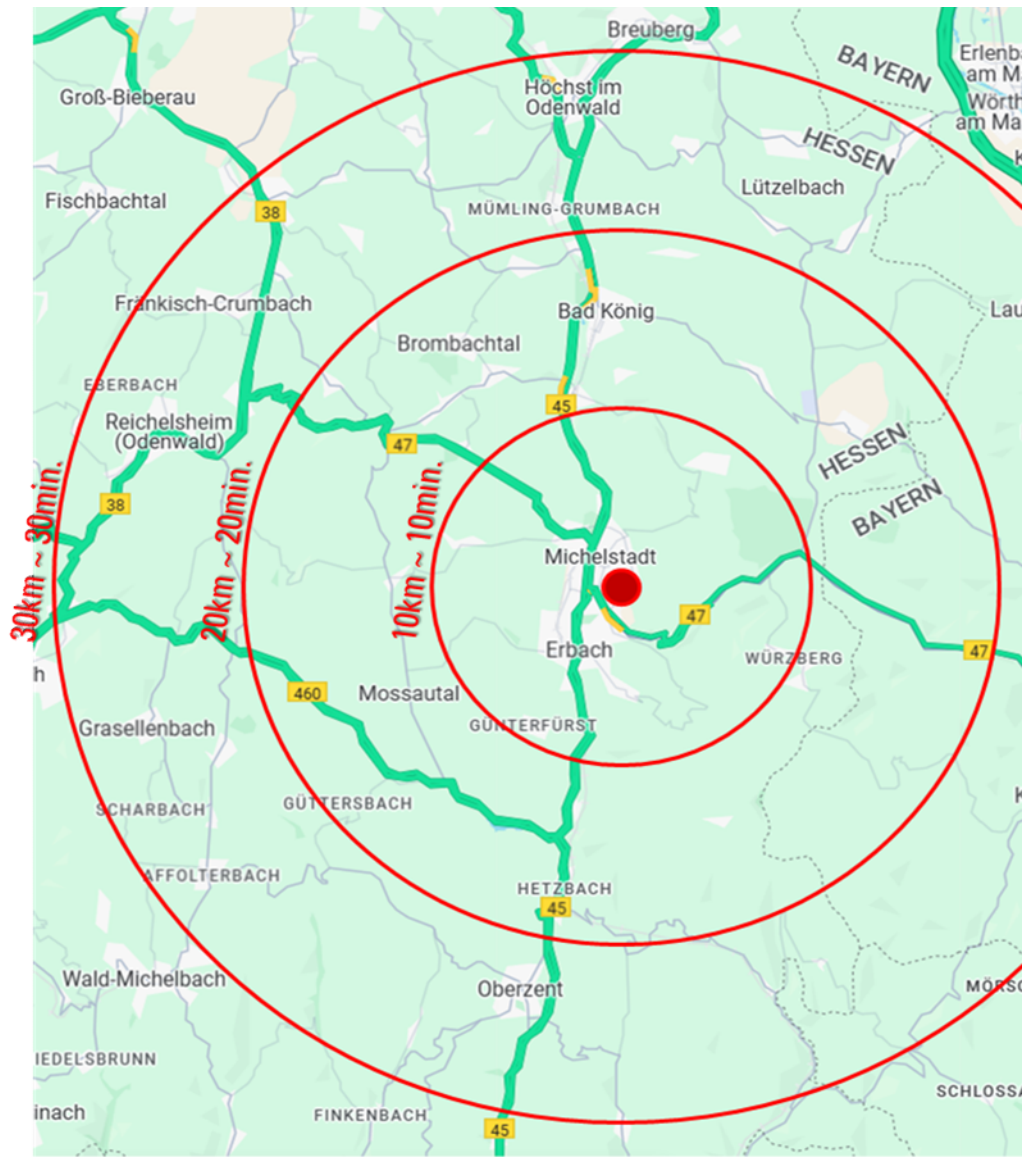 Breuberg
BAYERN
Erlenb
am M
Wörth
am Ma
K
Groß-Bieberau
Höchst im
Odenwald
HESSEN
Lützelbach
Fischbachtal
38
MÜMLING-GRUMBACH
Fränkisch-Crumbach
Bad König
Lau
Brombachtal
EBERBACH
45
Reichelsheim
(Odenwald)
47
HESSEN
BAYERN
38
30km ~ 30min.
20km ~ 20min.
10km ~ 10min.
Michelstadt
47
Erbach
47
WÜRZBERG
h
460
Mossautal
GÜNTERFÜRST
Grasellenbach
K
SCHARBACH
GÜTTERSBACH
AFFOLTERBACH
HETZBACH
45
Wald-Michelbach
Oberzent
MÖRSC
IEDELSBRUNN
SCHLOSSA
inach
FINKENBACH
45